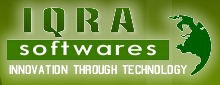 IQRA
softwares
INNOVATION THROUGH TECHNOLOGY